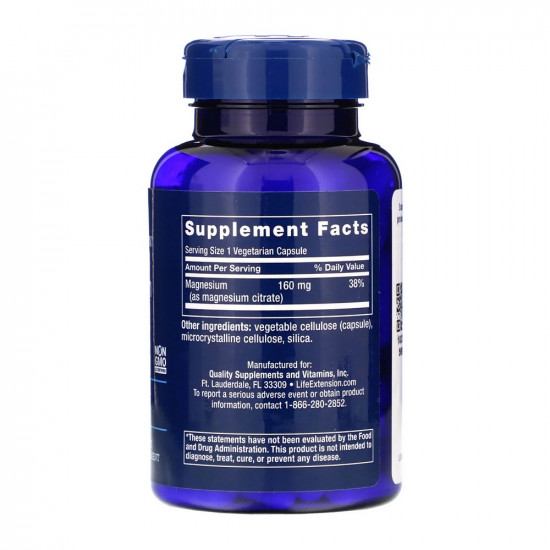 Supplement Facts
Serving Size 1 Vegetarian Capsule
Amount Per Serving % Daily Value
Magnesium 160 mg 38%
(as magnesium citrate)
Other ingredients: vegetable cellulose (capsule),
microcrystalline cellulose, silica.
Manufactured for:
Quality Supplements and Vitamins, Inc.
Ft. Lauderdale, FL 33309 • LifeExtension.com
To report a serious adverse event or obtain product
information, contact 1-866-280-2852.
*These statements have not been evaluated by the Food
and Drug Administration. This product is not intended to
diagnose, treat, cure, or prevent any disease.
NON
GMO